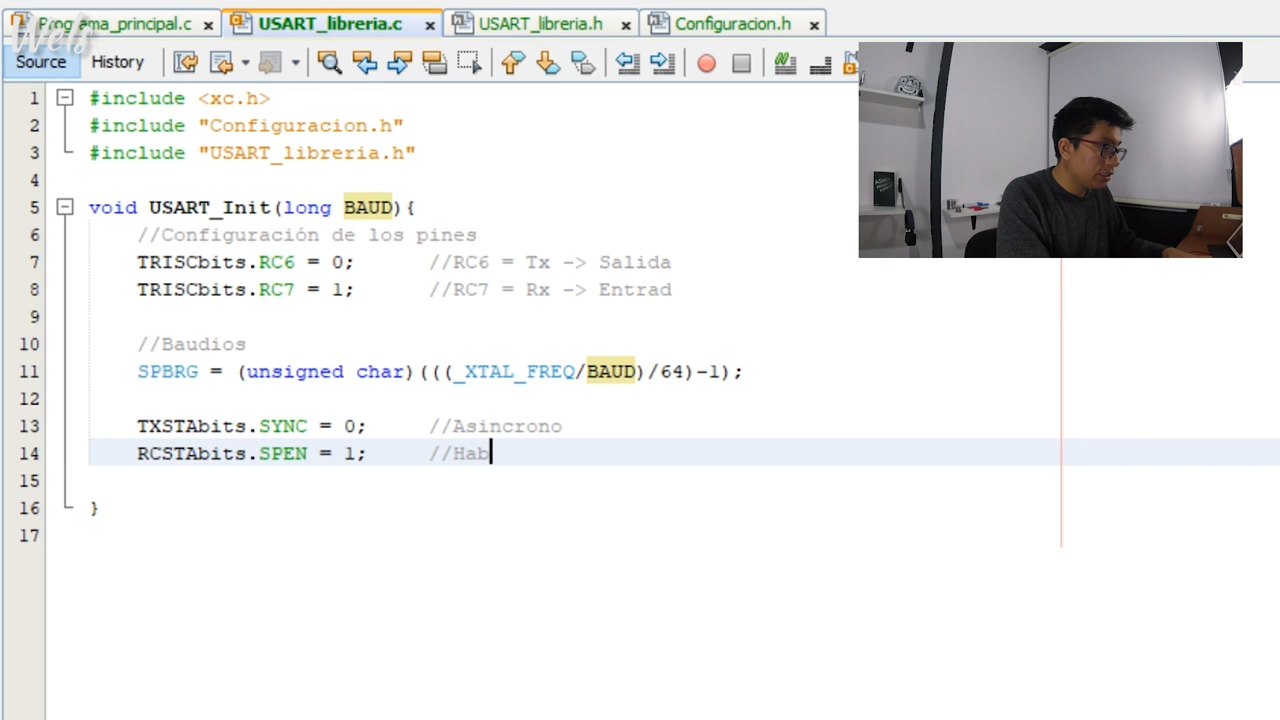 Programa_principal.c
USART_libreria.c
USART_libreria.h
Configuracion.h
Wels
Source
History
1 #include <xc.h>
2 #include "Configuracion.h"
3 #include "USART_libreria.h"
4
5 void USART_Init(long BAUD){
6 //Configuración de los pines
7 TRISCbits.RC6 = 0; //RC6 = Tx -> Salida
8 TRISCbits.RC7 = 1; //RC7 = Rx -> Entrad
9
10 //Baudios
11 SPBRG = (unsigned char)(((_XTAL_FREQ/BAUD)/64)-1);
12
13 TXSTAbits.SYNC = 0; //Asincrono
14 RCSTAbits.SPEN = 1; //Hab
15
16 }
17